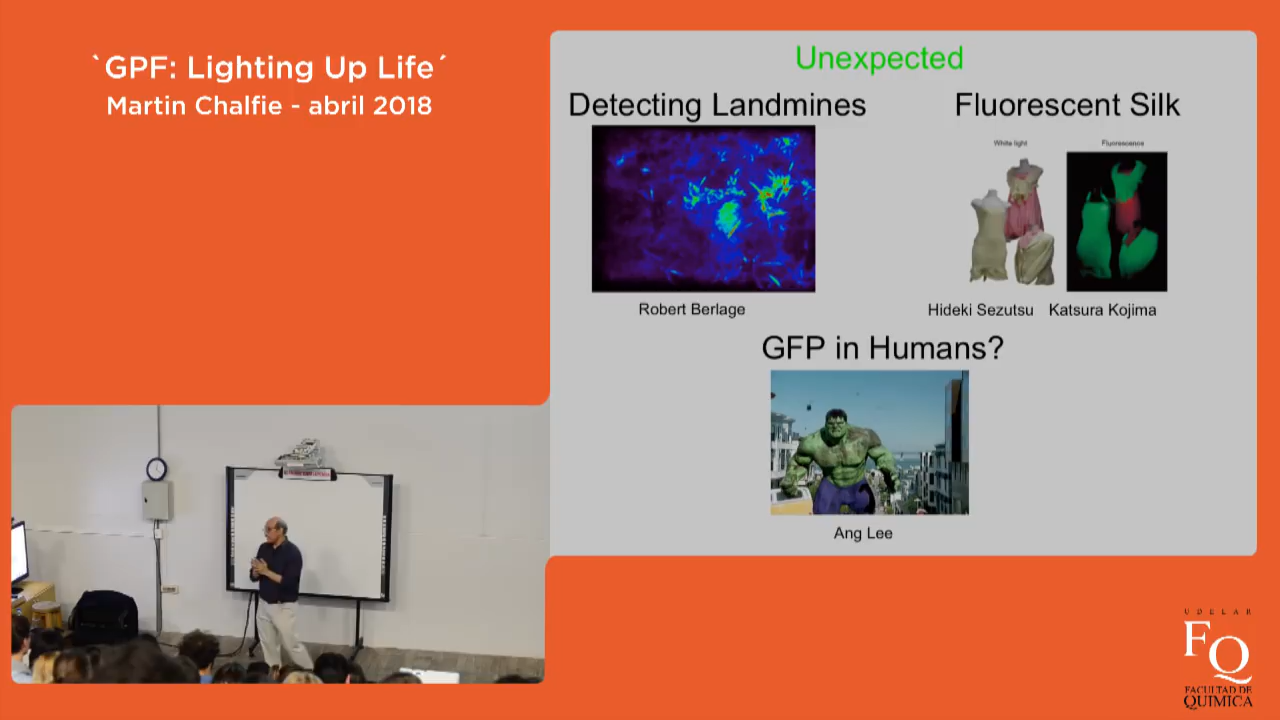 `GPF: Lighting Up Life´
Martin Chalfie - abril 2018
Unexpected
Detecting Landmines
Fluorescent Silk
White light
Fluorescence
Robert Berlage
Hideki Sezutsu
Katsura Kojima
GFP in Humans?
Ang Lee
UDELAR
FQ
FACULTAD DE
QUIMICA